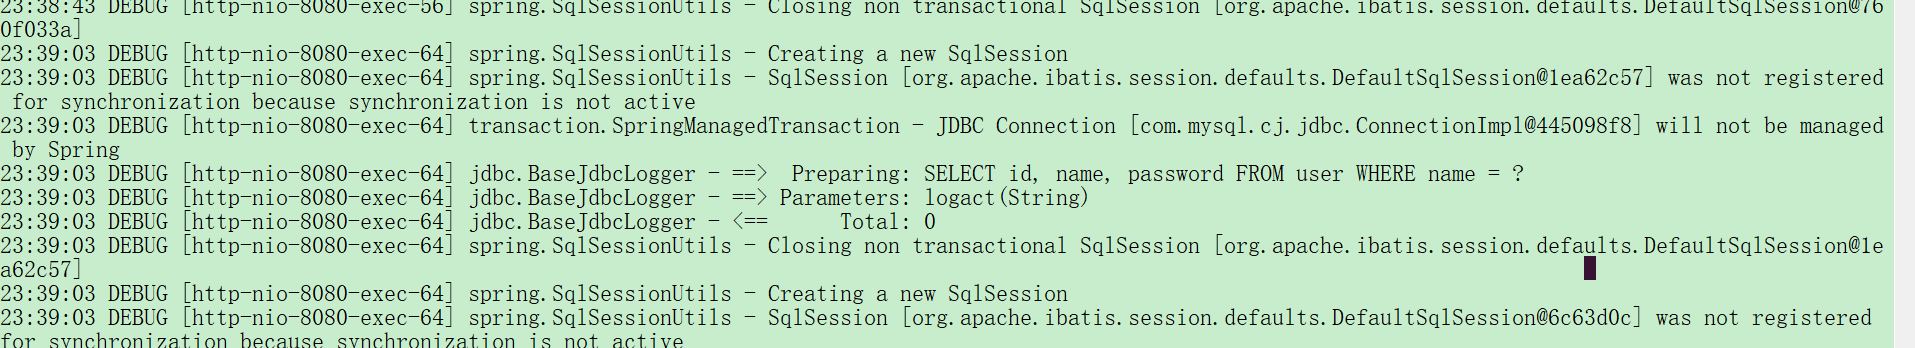 23:38:43 DEBUG [http-nio-8080-exec-56] spring.SqlSessionUtils - Closing non transactional SqlSession [org.apache.ibatis.session.defaults.DefaultSqlSession@76
0f033a]
23:39:03 DEBUG [http-nio-8080-exec-64] spring.SqlSessionUtils - Creating a new SqlSession
23:39:03 DEBUG [http-nio-8080-exec-64] spring.SqlSessionUtils - SqlSession [org.apache.ibatis.session.defaults.DefaultSqlSession@1ea62c57] was not registered
for synchronization because synchronization is not active
23:39:03 DEBUG [http-nio-8080-exec-64] transaction.SpringManagedTransaction - JDBC Connection [com.mysql.cj.jdbc.ConnectionImpl@445098f8] will not be managed
by Spring
23:39:03 DEBUG [http-nio-8080-exec-64] jdbc.BaseJdbcLogger - ==>  Preparing: SELECT id, name, password FROM user WHERE name = ?
23:39:03 DEBUG [http-nio-8080-exec-64] jdbc.BaseJdbcLogger - ==> Parameters: logact(String)
23:39:03 DEBUG [http-nio-8080-exec-64] jdbc.BaseJdbcLogger - <==      Total: 0
23:39:03 DEBUG [http-nio-8080-exec-64] spring.SqlSessionUtils - Closing non transactional SqlSession [org.apache.ibatis.session.defaults.DefaultSqlSession@1e
a62c57]
23:39:03 DEBUG [http-nio-8080-exec-64] spring.SqlSessionUtils - Creating a new SqlSession
23:39:03 DEBUG [http-nio-8080-exec-64] spring.SqlSessionUtils - SqlSession [org.apache.ibatis.session.defaults.DefaultSqlSession@6c63d0c] was not registered
for synchronization because synchronization is not active